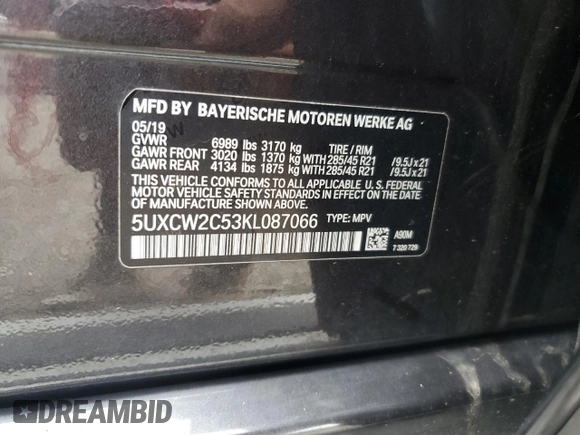 MFD BY BAYERISCHE MOTOREN WERKE AG
05/19
GVWR 6989 lbs 3170 kg TIRE / RIM
GAWR FRONT 3020 lbs 1370 kg WITH 285/45 R21 /9.5Jx21
GAWR REAR 4134 lbs 1875 kg WITH 285/45 R21 /9.5Jx21
THIS VEHICLE CONFORMS TO ALL APPLICABLE U.S. FEDERAL
MOTOR VEHICLE SAFETY STANDARDS IN EFFECT ON THE DATE
OF MANUFACTURE SHOWN ABOVE.
5UXCW2C53KL087066 TYPE: MPV
A90M
7 320 729
DREAMBID